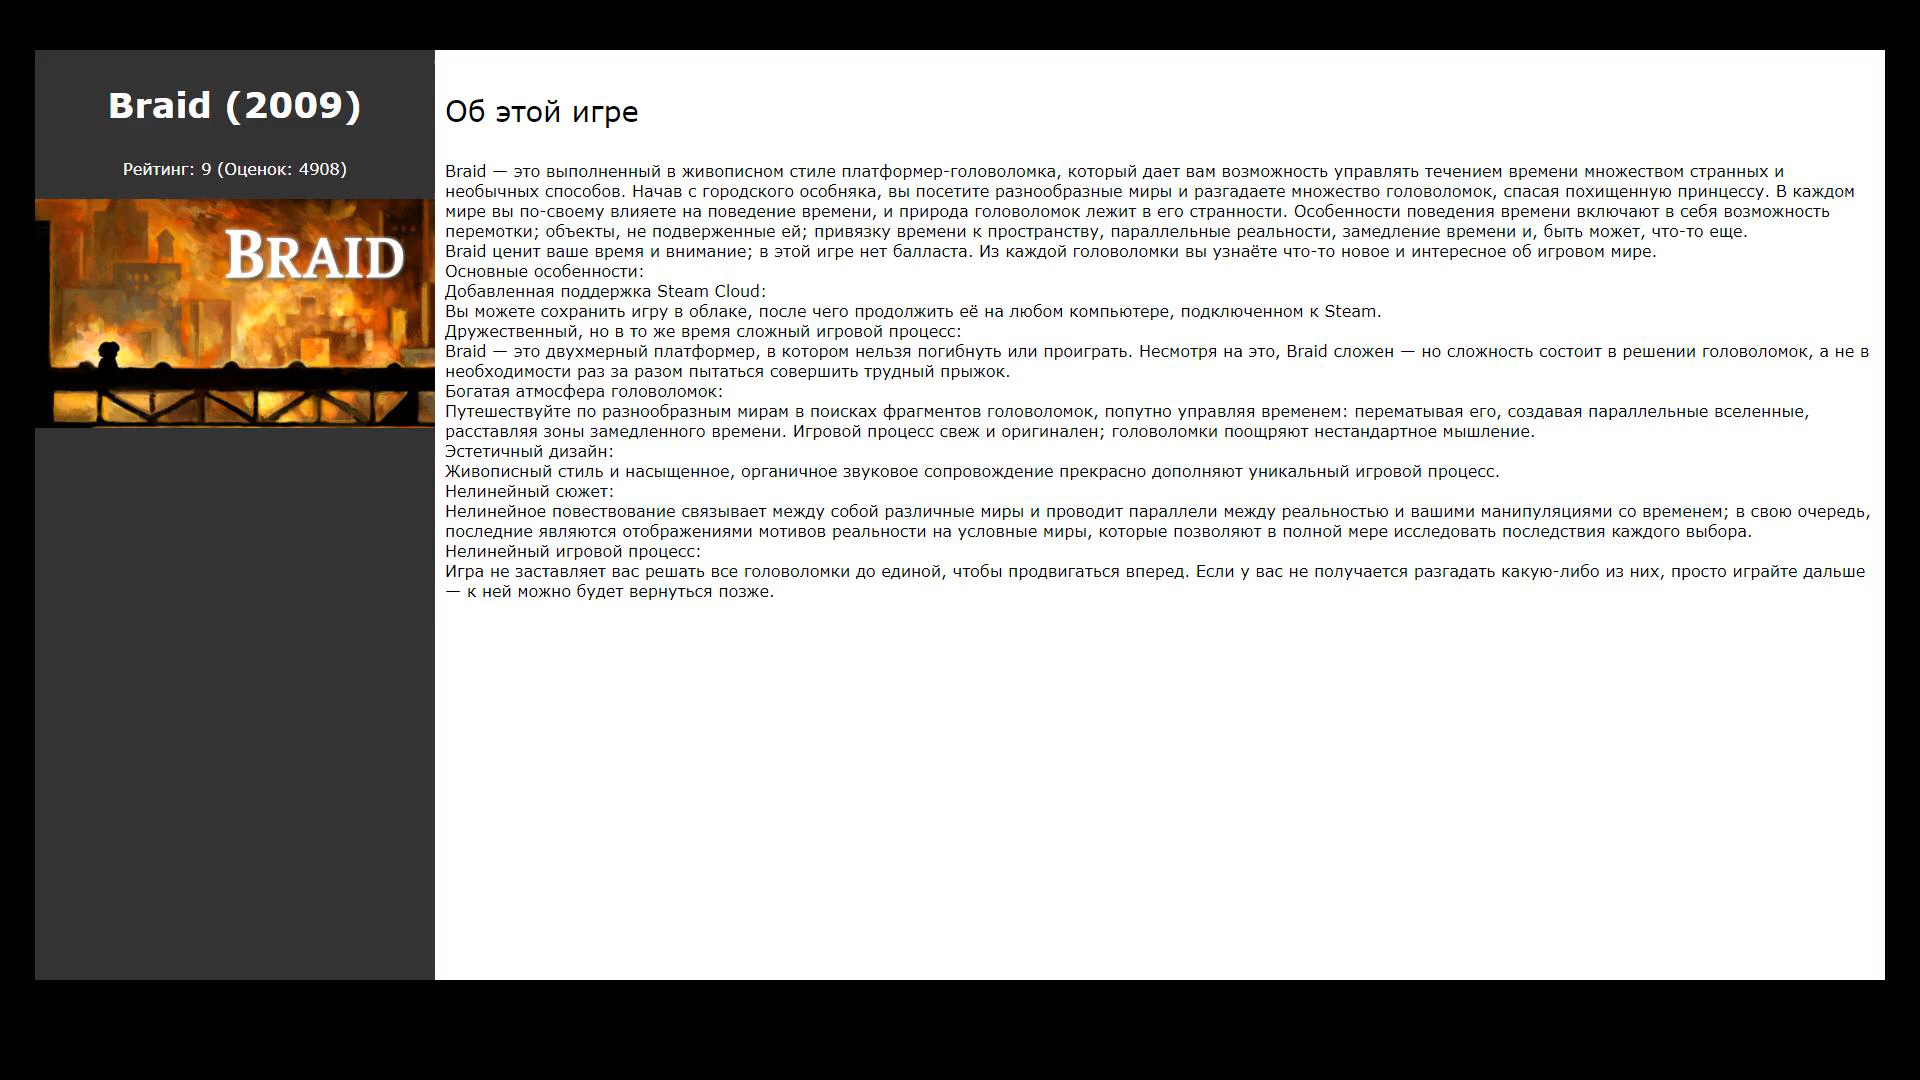 Braid (2009)
Рейтинг: 9 (Оценок: 4908)
BRAID
Об этой игре
Braid — это выполненный в живописном стиле платформер-головоломка, который дает вам возможность управлять течением времени множеством странных и
необычных способов. Начав с городского особняка, вы посетите разнообразные миры и разгадаете множество головоломок, спасая похищенную принцессу. В каждом
мире вы по-своему влияете на поведение времени, и природа головоломок лежит в его странности. Особенности поведения времени включают в себя возможность
перемотки; объекты, не подверженные ей; привязку времени к пространству, параллельные реальности, замедление времени и, быть может, что-то еще.
Braid ценит ваше время и внимание; в этой игре нет балласта. Из каждой головоломки вы узнаёте что-то новое и интересное об игровом мире.
Основные особенности:
Добавленная поддержка Steam Cloud:
Вы можете сохранить игру в облаке, после чего продолжить её на любом компьютере, подключенном к Steam.
Дружественный, но в то же время сложный игровой процесс:
Braid — это двухмерный платформер, в котором нельзя погибнуть или проиграть. Несмотря на это, Braid сложен — но сложность состоит в решении головоломок, а не в
необходимости раз за разом пытаться совершить трудный прыжок.
Богатая атмосфера головоломок:
Путешествуйте по разнообразным мирам в поисках фрагментов головоломок, попутно управляя временем: перематывая его, создавая параллельные вселенные,
расставляя зоны замедленного времени. Игровой процесс свеж и оригинален; головоломки поощряют нестандартное мышление.
Эстетичный дизайн:
Живописный стиль и насыщенное, органичное звуковое сопровождение прекрасно дополняют уникальный игровой процесс.
Нелинейный сюжет:
Нелинейное повествование связывает между собой различные миры и проводит параллели между реальностью и вашими манипуляциями со временем; в свою очередь,
последние являются отображениями мотивов реальности на условные миры, которые позволяют в полной мере исследовать последствия каждого выбора.
Нелинейный игровой процесс:
Игра не заставляет вас решать все головоломки до единой, чтобы продвигаться вперед. Если у вас не получается разгадать какую-либо из них, просто играйте дальше
— к ней можно будет вернуться позже.